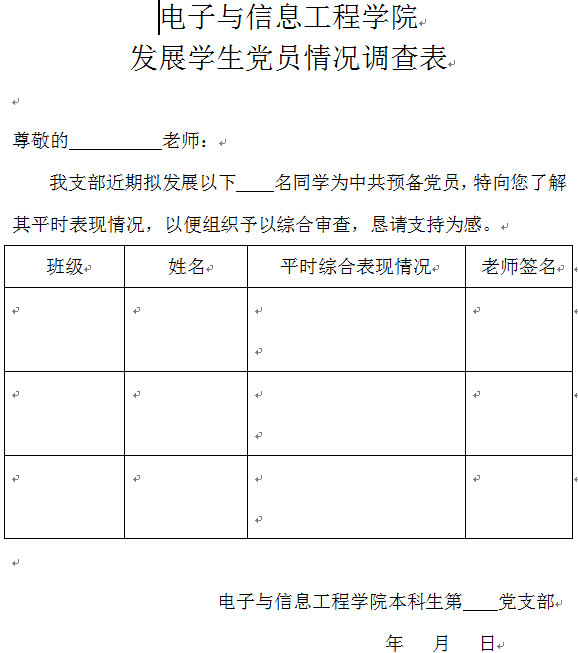 电子与信息工程学院
发展学生党员情况调查表
尊敬的__________老师：
我支部近期拟发展以下____名同学为中共预备党员，特向您了解
其平时表现情况，以便组织予以综合审查，恳请支持为感。
班级 姓名 平时综合表现情况 老师签名
电子与信息工程学院本科生第____党支部
年 月 日